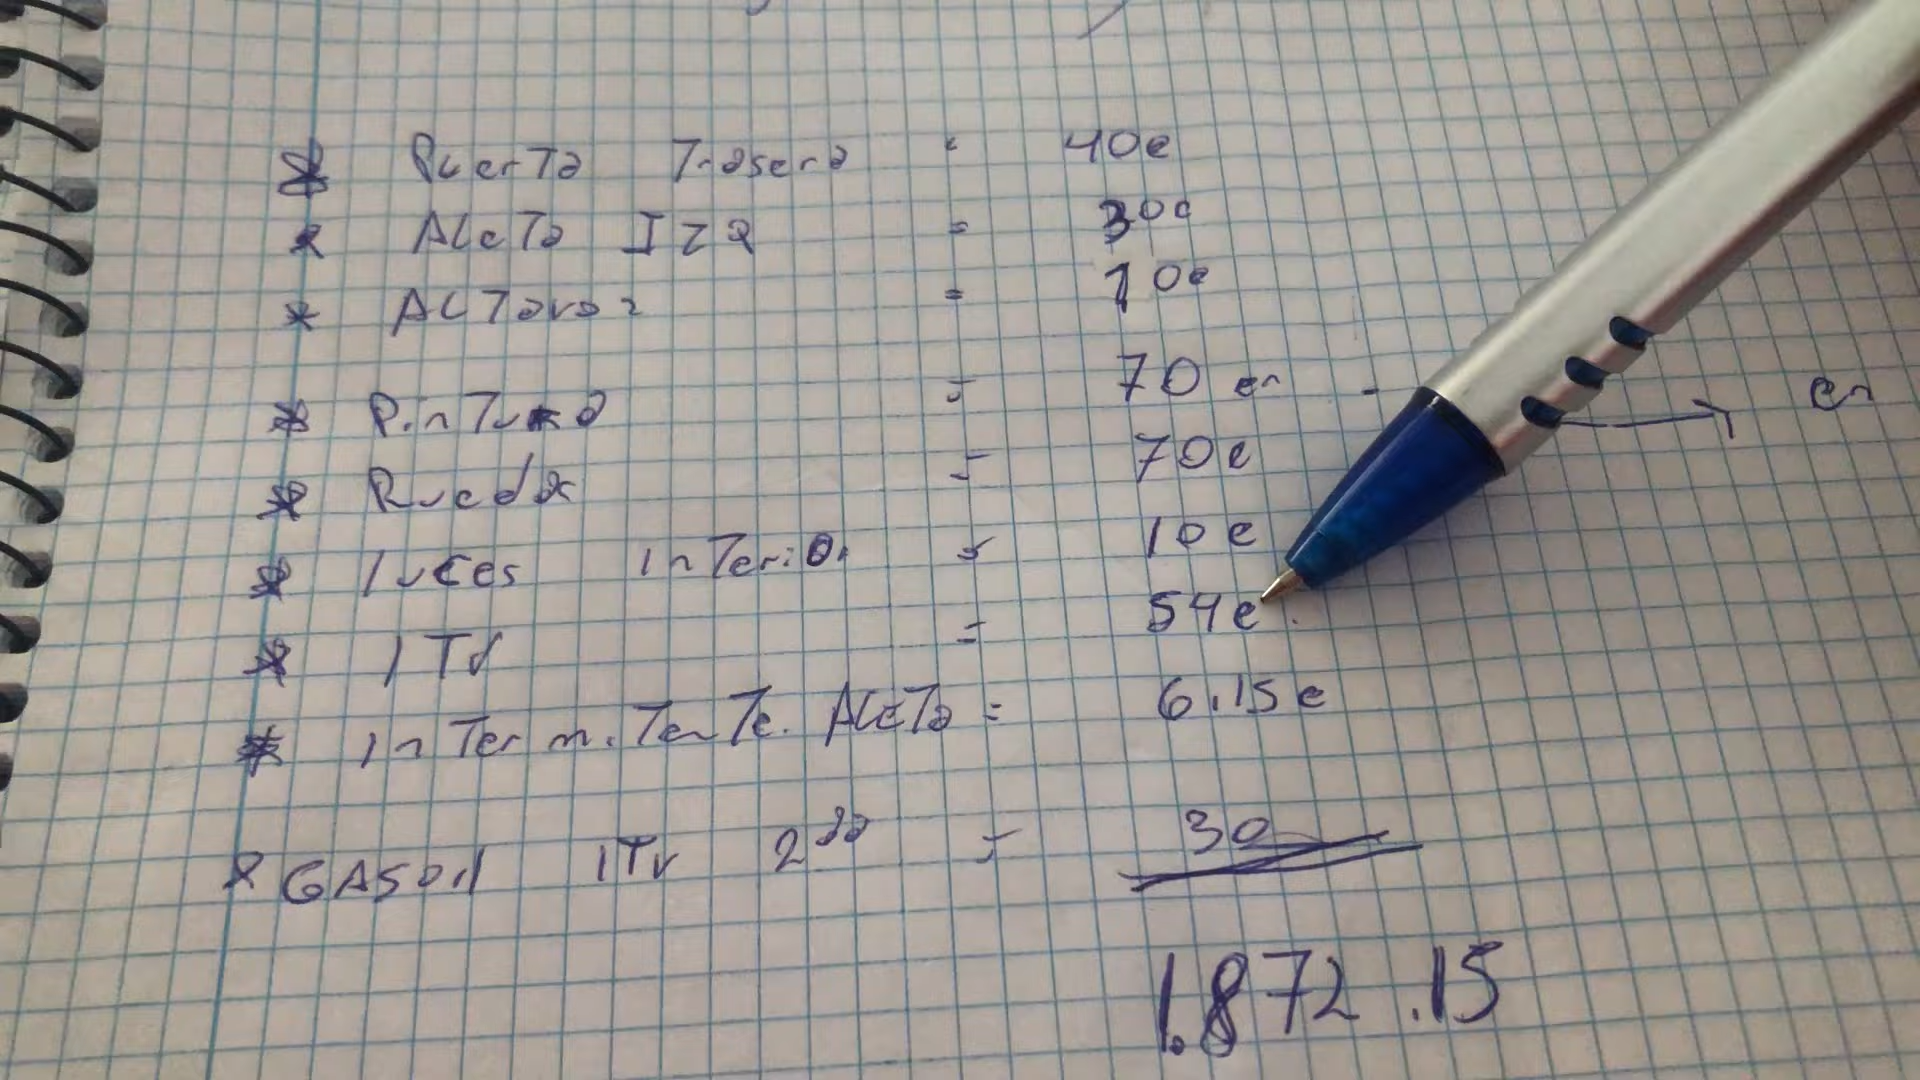 * Puerta Trasera = 40e
* Aleta IZQ = 30e
* Altavoz = 10e
* Pintura = 70 en - → en
* Rueda = 70e
* luces interior = 10e
* ITV = 54e
* Intermitente. Aleta = 6.15e
* GASoil ITV 2da = 30
1.872.15